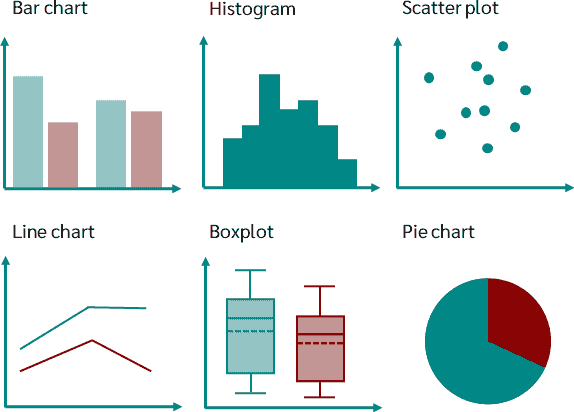 Bar chart
Histogram
Scatter plot
Line chart
Boxplot
Pie chart